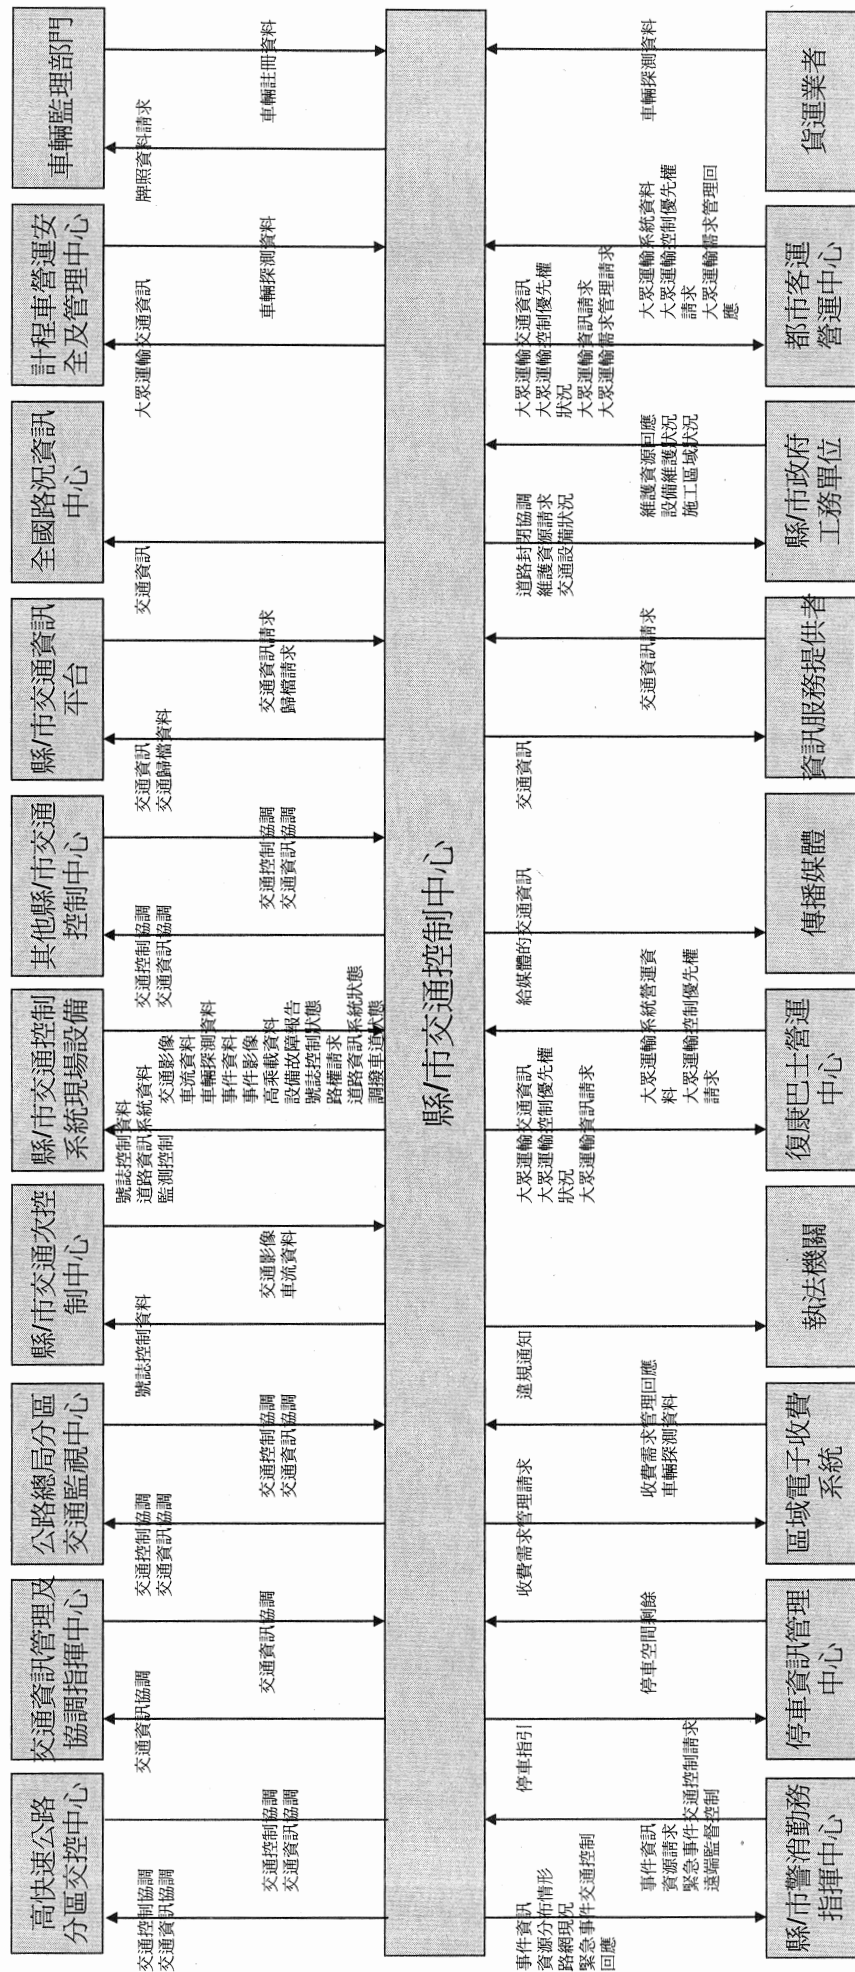 高快速公路
分區交控中心
交通資訊管理及
協調指揮中心
公路總局分區
交通監視中心
縣/市交通次控
制中心
縣/市交通控制
系統現場設備
其他縣/市交通
控制中心
縣/市交通資訊
平台
全國路況資訊
中心
計程車營運安
全及管理中心
車輛監理部門
交通控制協調
交通資訊協調
交通控制協調
交通資訊協調
交通資訊協調
交通資訊協調
交通控制協調
交通資訊協調
交通控制協調
交通資訊協調
號誌控制資料
交通影像
車流資料
號誌控制資料
道路資訊系統資料
監測控制
交通影像
車流資料
車輛探測資料
事件資料
事件影像
高乘載資料
設備故障報告
號誌控制狀態
路權請求
道路資訊系統狀態
調撥車道狀態
交通控制協調
交通資訊協調
交通控制協調
交通資訊協調
交通資訊
交通歸檔資料
交通資訊請求
歸檔請求
交通資訊
大眾運輸交通資訊
車輛探測資料
牌照資料請求
車輛註冊資料
縣/市交通控制中心
事件資訊
資源分布情形
路網現況
緊急事件交通控制
回應
事件資訊
資源請求
緊急事件交通控制請求
遠端監督控制
停車指引
停車空間剩餘
收費需求管理請求
收費需求管理回應
車輛探測資料
違規通知
大眾運輸交通資訊
大眾運輸控制優先權
狀況
大眾運輸資訊請求
大眾運輸系統營運資
料
大眾運輸控制優先權
請求
給媒體的交通資訊
交通資訊
交通資訊請求
道路封閉協調
維護資源請求
交通設備狀況
維護資源回應
設備維護狀況
施工區域狀況
大眾運輸交通資訊
大眾運輸控制優先權
狀況
大眾運輸資訊請求
大眾運輸需求管理請求
大眾運輸系統資料
大眾運輸控制優先權
請求
大眾運輸需求管理回
應
車輛探測資料
縣/市警消勤務
指揮中心
停車資訊管理
中心
區域電子收費
系統
執法機關
復康巴士營運
中心
傳播媒體
資訊服務提供者
縣/市政府
工務單位
都市客運
營運中心
貨運業者